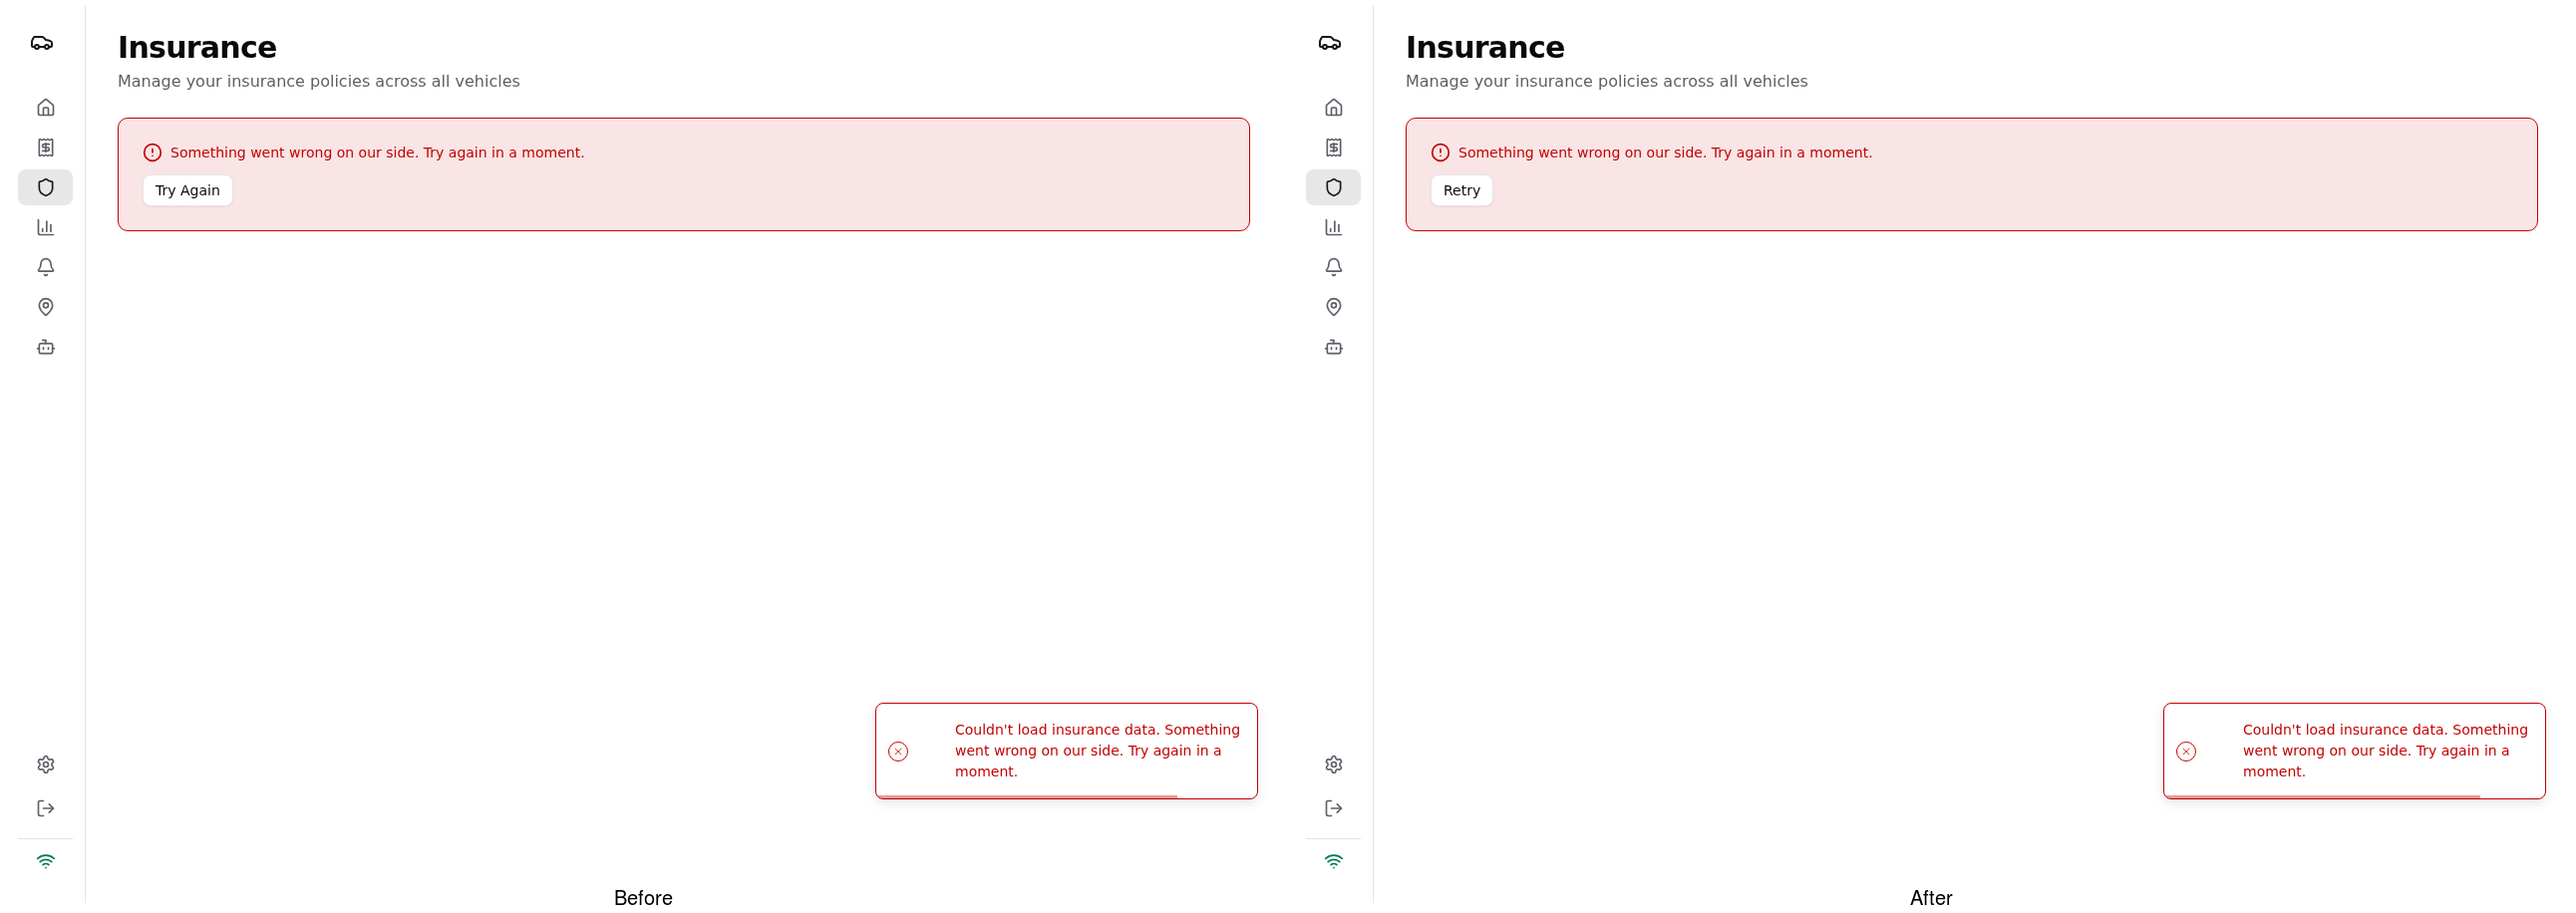 Insurance
Manage your insurance policies across all vehicles
Something went wrong on our side. Try again in a moment.
Try Again
Couldn't load insurance data. Something
went wrong on our side. Try again in a
moment.
Before
Insurance
Manage your insurance policies across all vehicles
Something went wrong on our side. Try again in a moment.
Retry
Couldn't load insurance data. Something
went wrong on our side. Try again in a
moment.
After